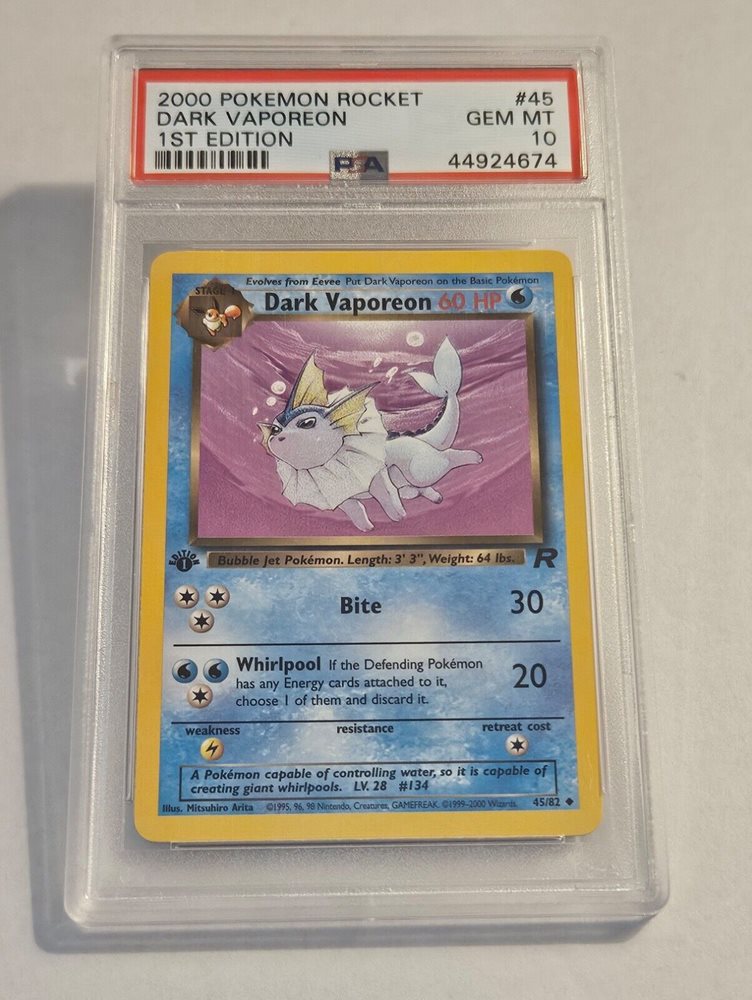 2000 POKEMON ROCKET #45
DARK VAPOREON GEM MT
1ST EDITION 10
PSA 44924674
Evolves from Eevee Put Dark Vaporeon on the Basic Pokémon
STAGE 1
Dark Vaporeon 60 HP
EDITION 1
Bubble Jet Pokémon. Length: 3' 3", Weight: 64 lbs.
R
Bite 30
Whirlpool If the Defending Pokémon
has any Energy cards attached to it,
choose 1 of them and discard it.
20
weakness resistance retreat cost
A Pokémon capable of controlling water, so it is capable of
creating giant whirlpools. LV. 28 #134
Illus. Mitsuhiro Arita ©1995, 96, 98 Nintendo, Creatures, GAMEFREAK. ©1999-2000 Wizards. 45/82